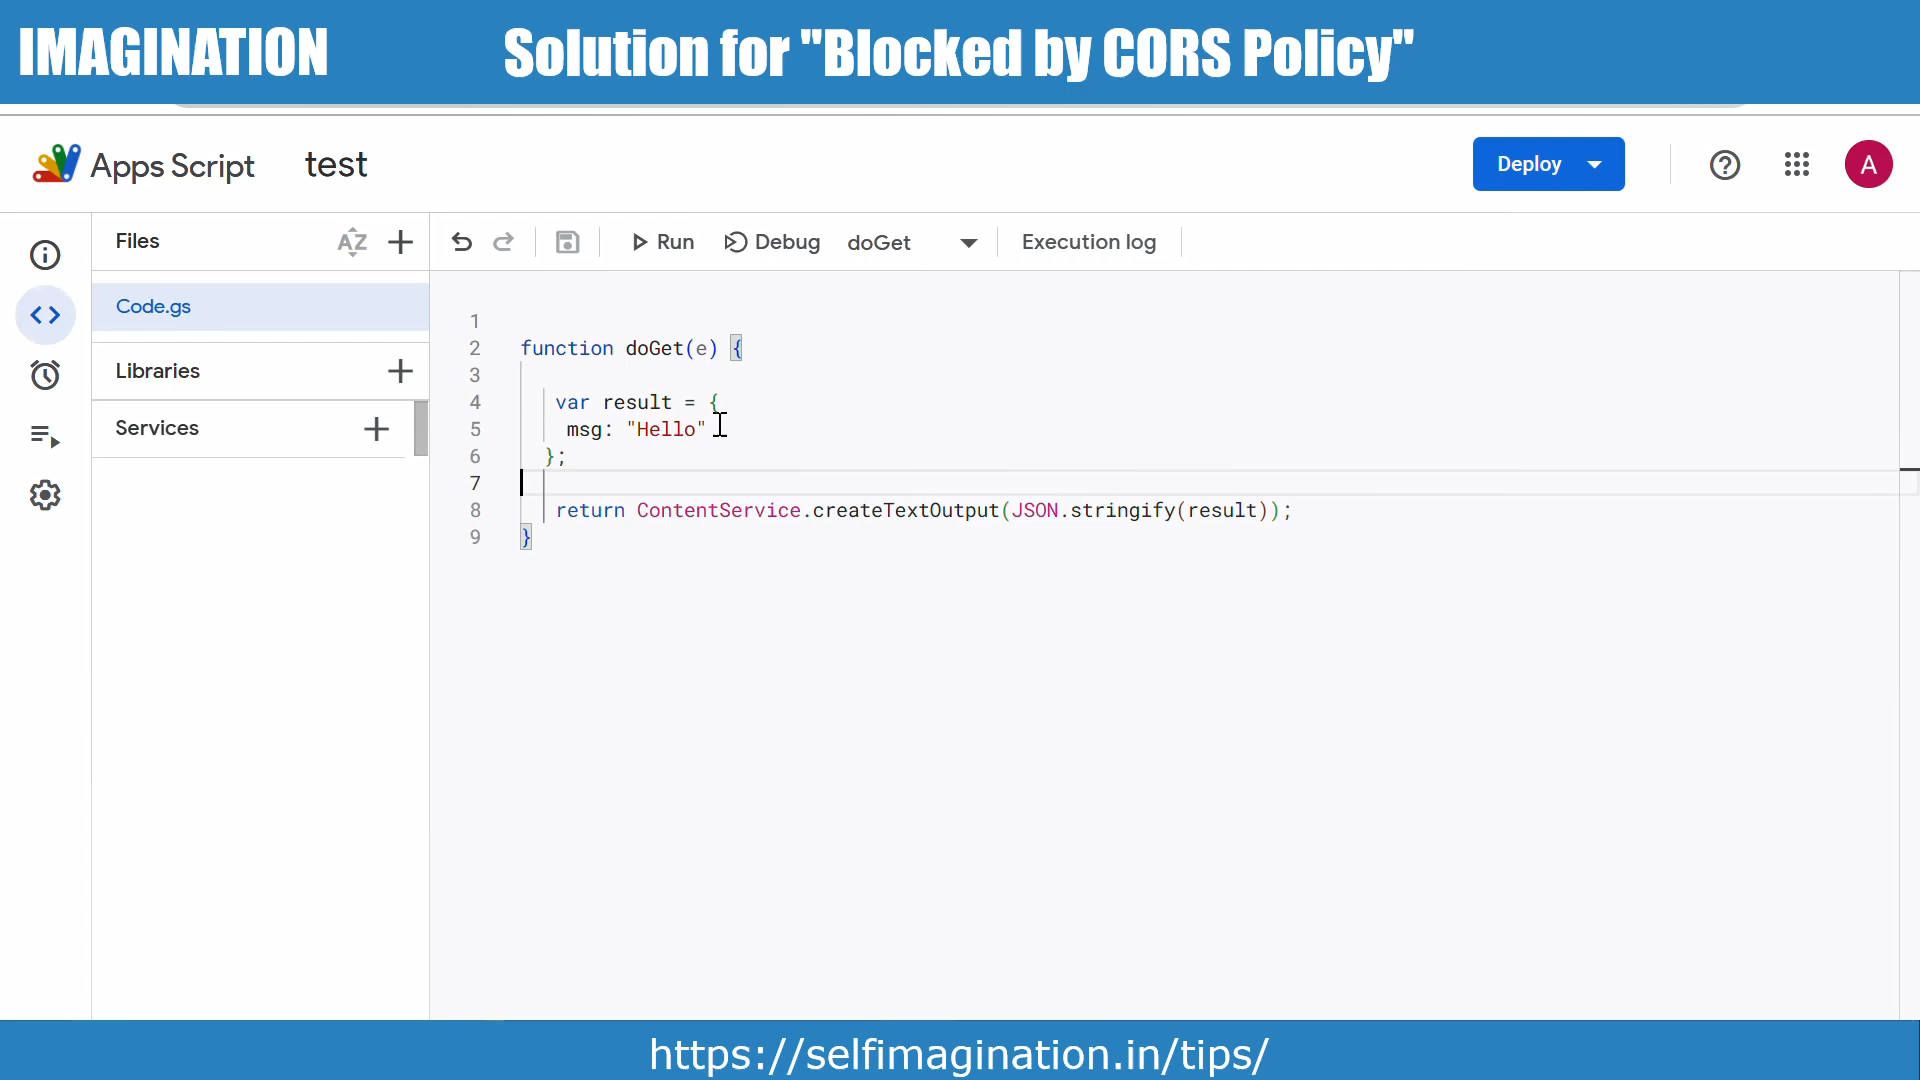 IMAGINATION
Solution for "Blocked by CORS Policy"
Apps Script
test
Deploy
A
Files
AZ
Run
Debug
doGet
Execution log
Code.gs
Libraries
Services
1
2 function doGet(e) {
3
4 var result = {
5 msg: "Hello"
6 };
7
8 return ContentService.createTextOutput(JSON.stringify(result));
9 }
https://selfimagination.in/tips/